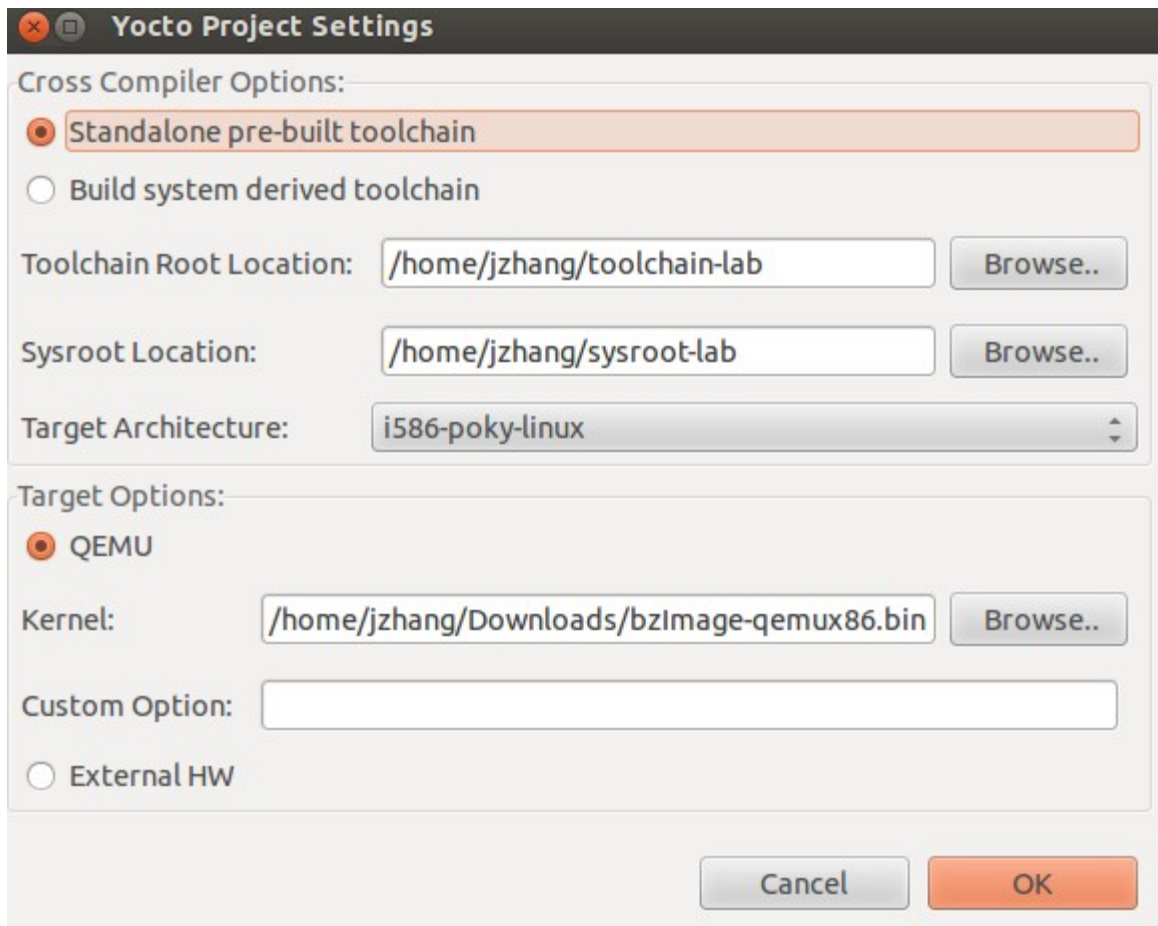 Yocto Project Settings
Cross Compiler Options:
Standalone pre-built toolchain
Build system derived toolchain
Toolchain Root Location: /home/jzhang/toolchain-lab Browse..
Sysroot Location: /home/jzhang/sysroot-lab Browse..
Target Architecture: i586-poky-linux
Target Options:
QEMU
Kernel: /home/jzhang/Downloads/bzImage-qemux86.bin Browse..
Custom Option:
External HW
Cancel OK